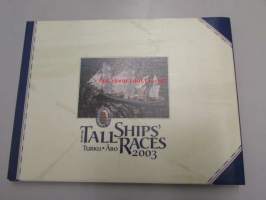 TALL SHIPS'
RACES
TURKU • ÅBO 2003